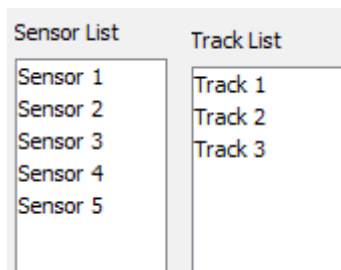 Sensor List
Sensor 1
Sensor 2
Sensor 3
Sensor 4
Sensor 5
Track List
Track 1
Track 2
Track 3